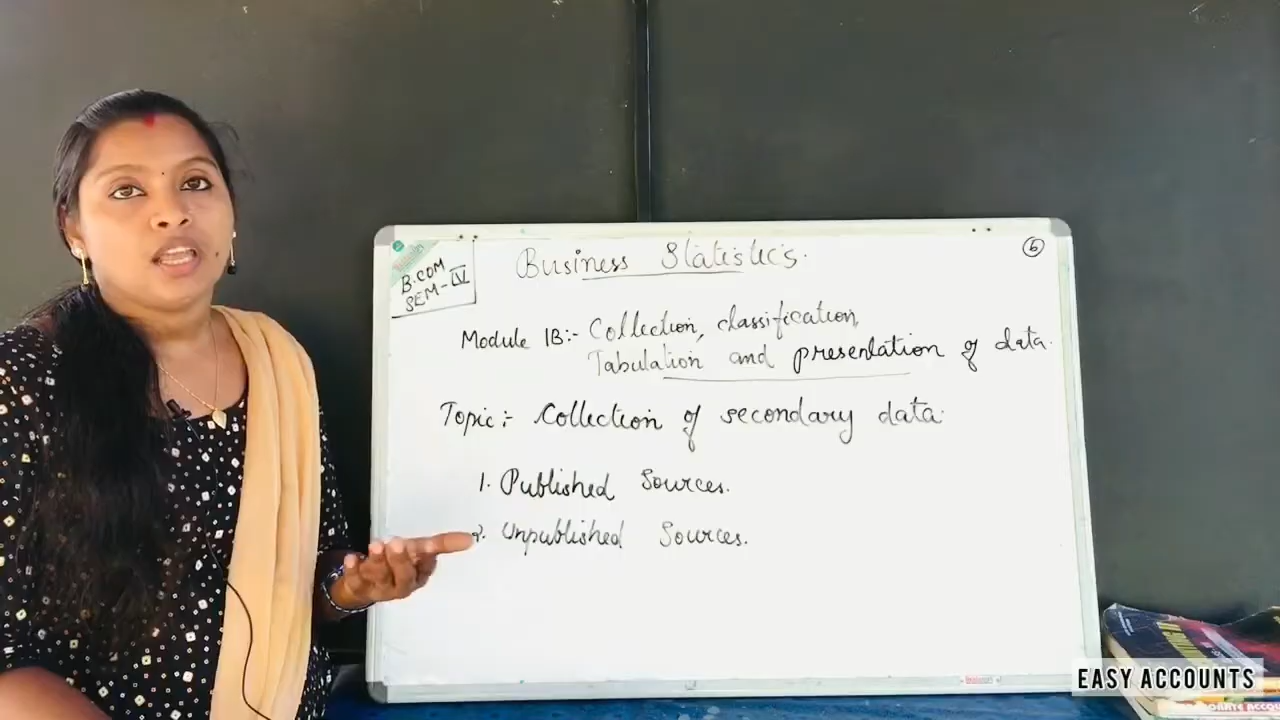 B.COM
SEM-IV
Business Statistics.
6
Module 1B:- Collection, classification,
Tabulation and presentation of data.
Topic:- Collection of secondary data.
1. Published Sources.
2. Unpublished Sources.
EASY ACCOUNTS